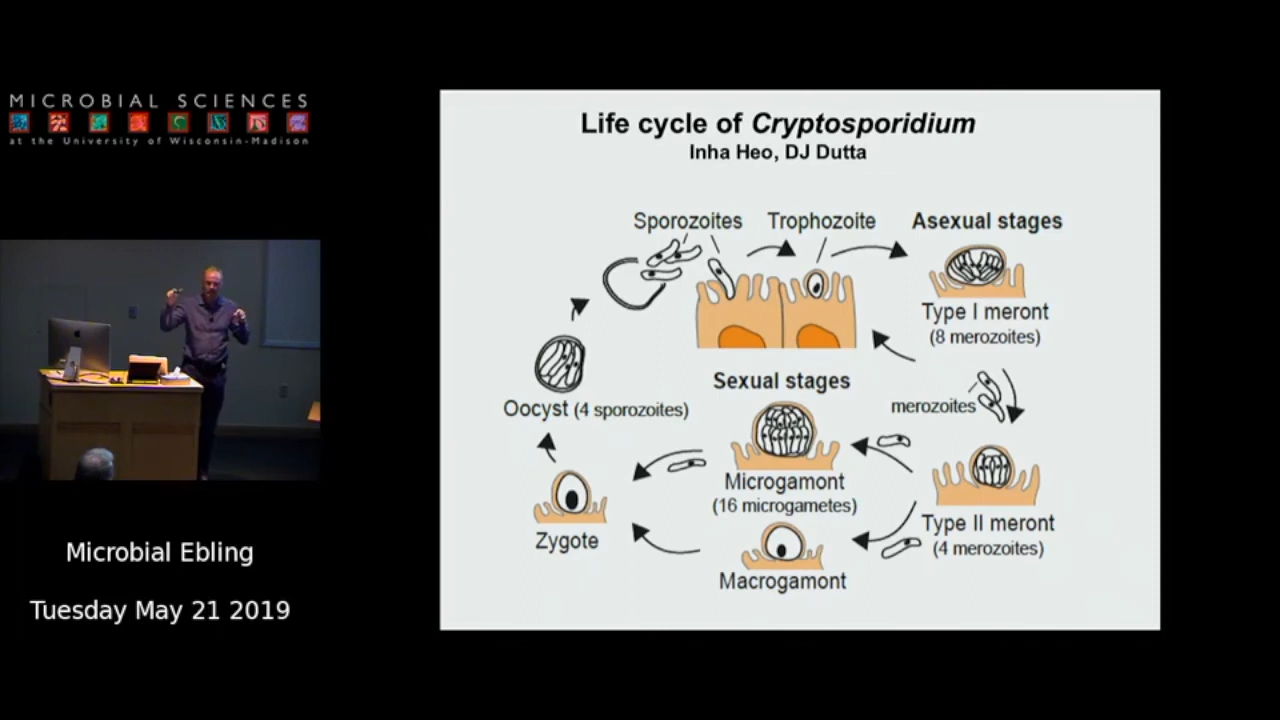 MICROBIAL SCIENCES
at the University of Wisconsin-Madison
Microbial Ebling
Tuesday May 21 2019
Life cycle of Cryptosporidium
Inha Heo, DJ Dutta
Sporozoites
Trophozoite
Asexual stages
Type I meront
(8 merozoites)
merozoites
Type II meront
(4 merozoites)
Sexual stages
Microgamont
(16 microgametes)
Macrogamont
Zygote
Oocyst (4 sporozoites)